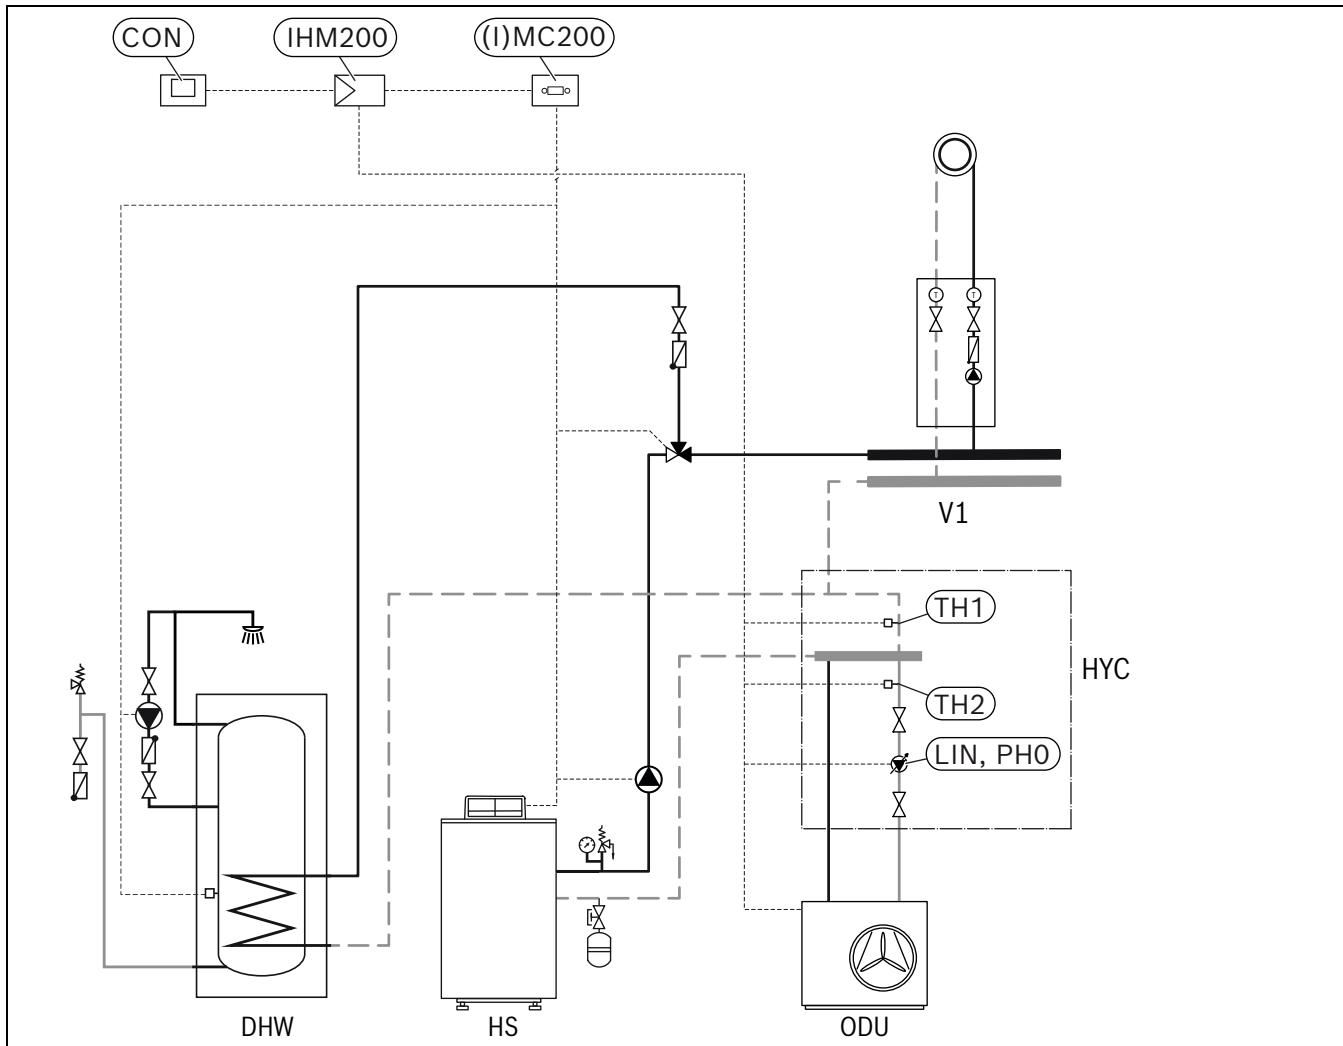 CON
IHM200
(I)MC200
T
T
V1
TH1
HYC
TH2
LIN, PH0
DHW
HS
ODU